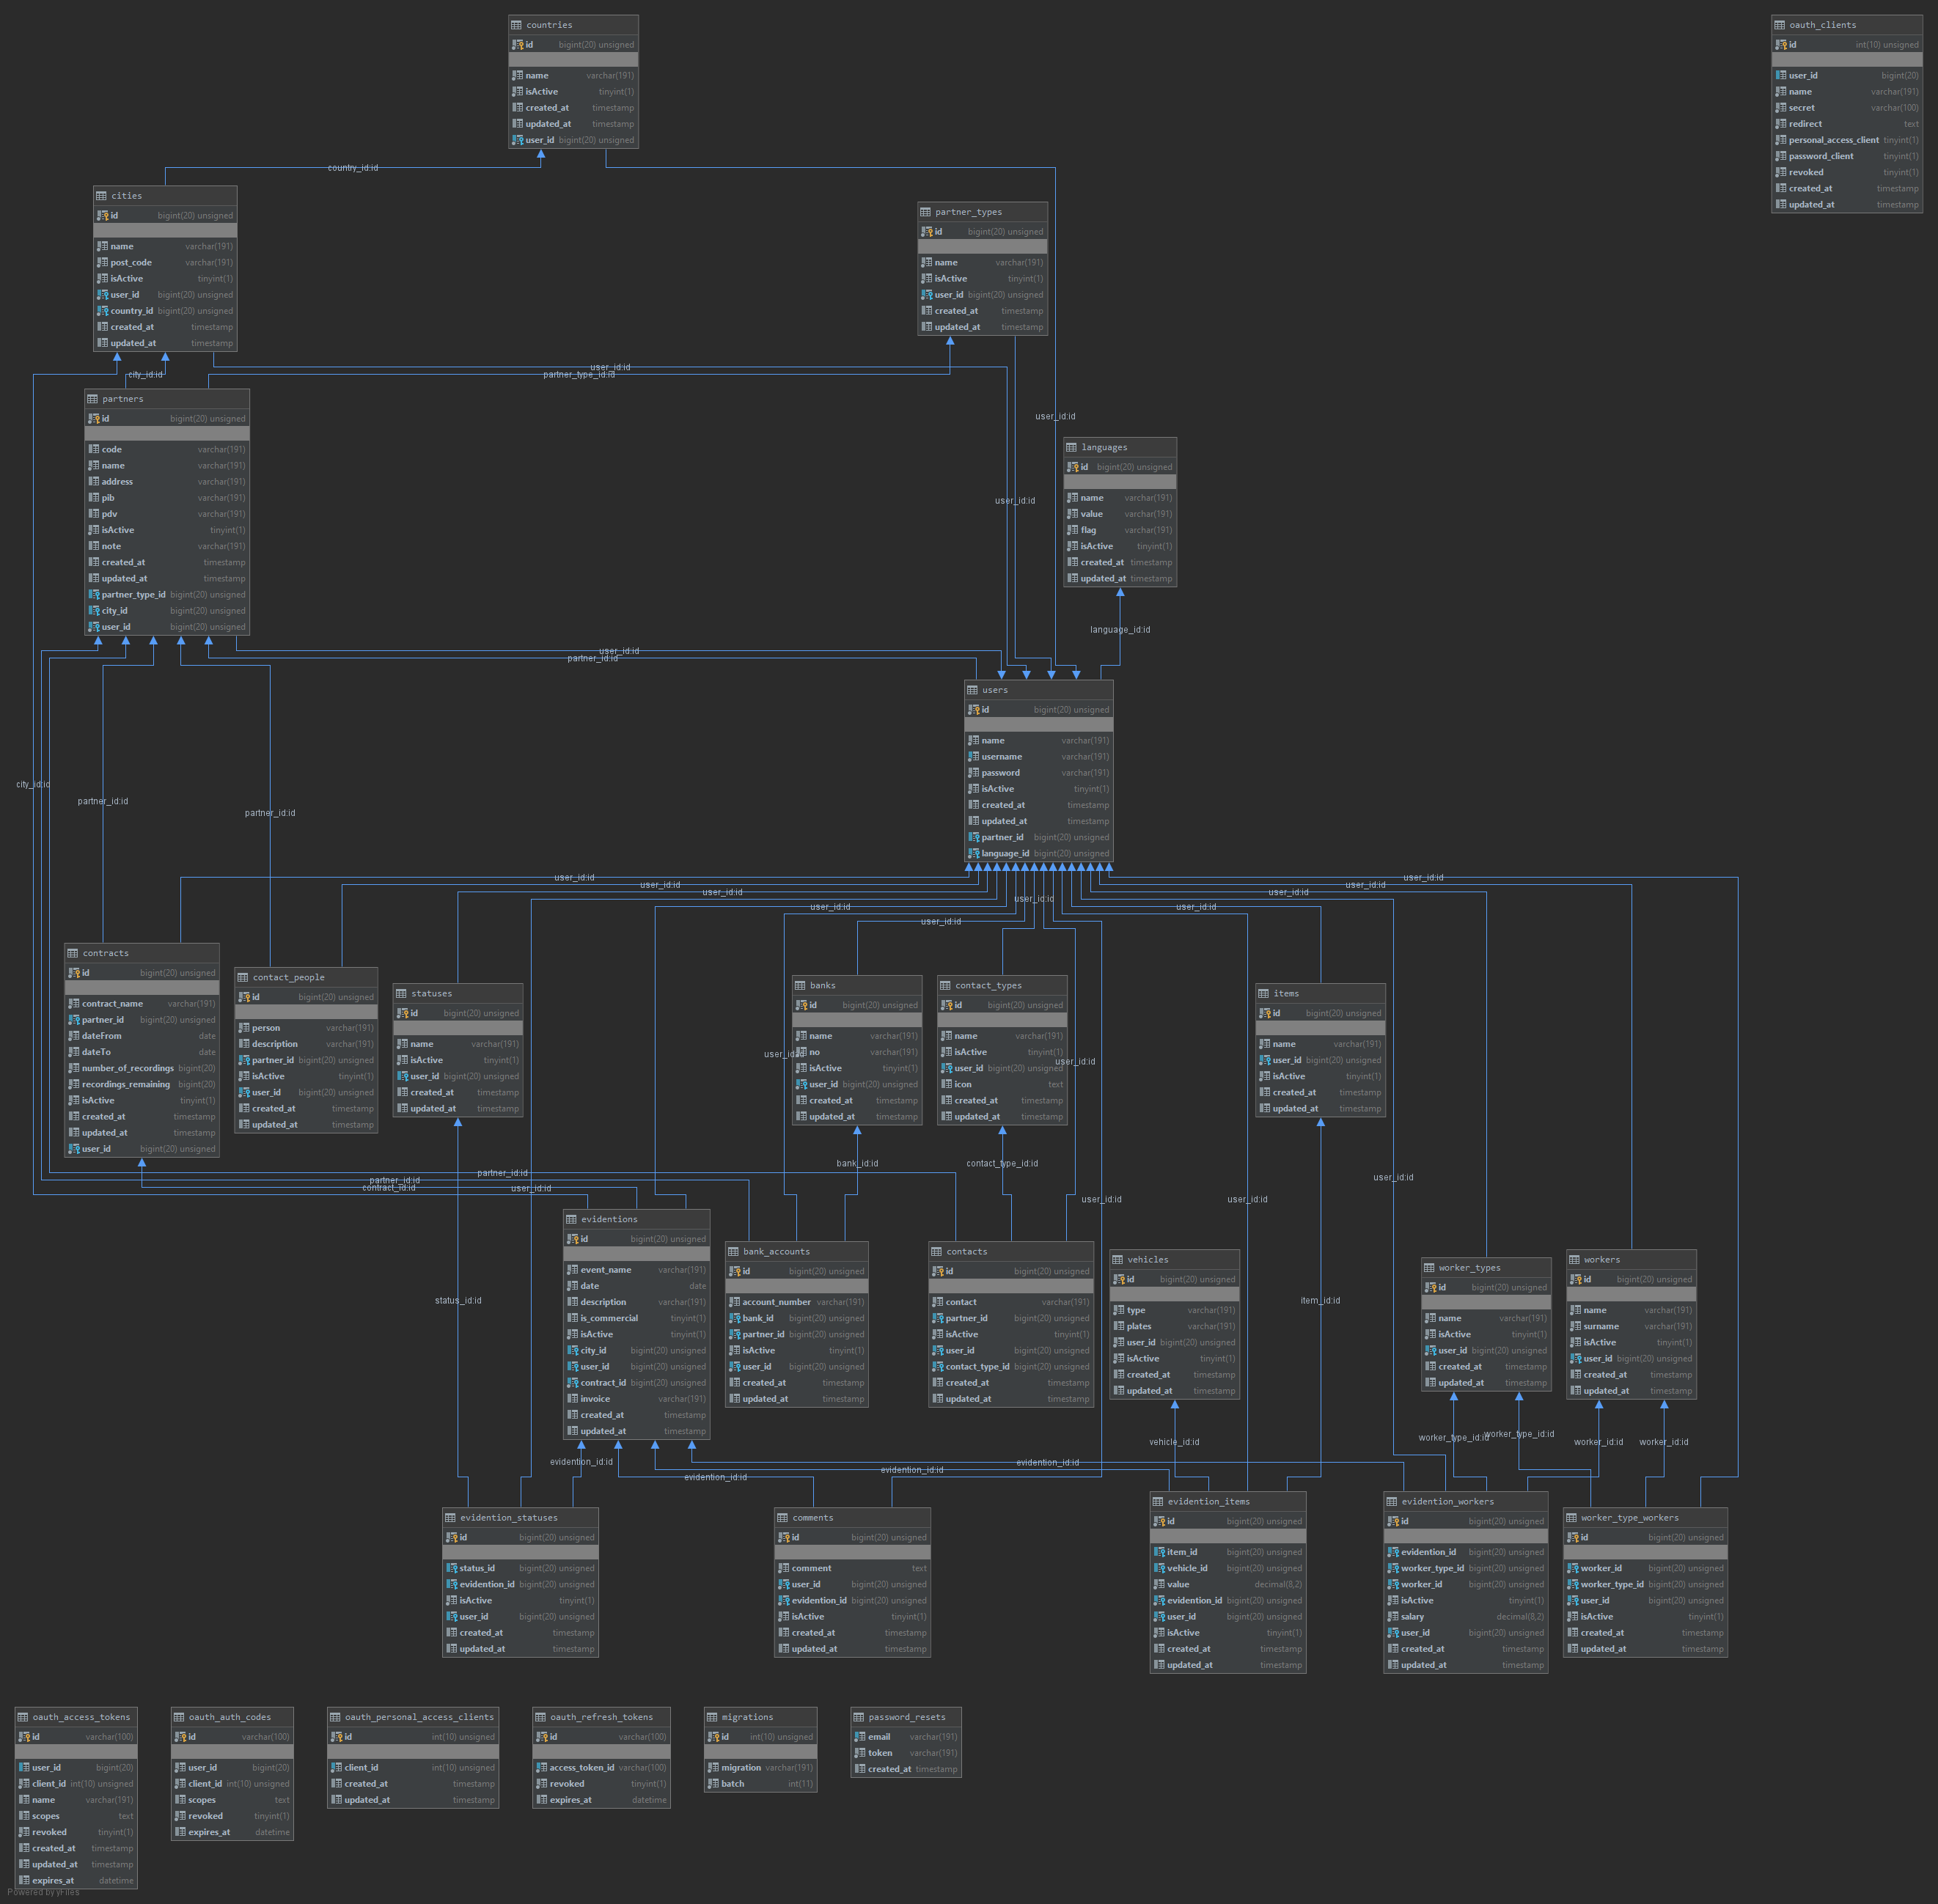 countries
id bigint(20) unsigned
name varchar(191)
isActive tinyint(1)
created_at timestamp
updated_at timestamp
user_id bigint(20) unsigned
oauth_clients
id int(10) unsigned
user_id bigint(20)
name varchar(191)
secret varchar(100)
redirect text
personal_access_client tinyint(1)
password_client tinyint(1)
revoked tinyint(1)
created_at timestamp
updated_at timestamp
country_id:id
cities
id bigint(20) unsigned
name varchar(191)
post_code varchar(191)
isActive tinyint(1)
user_id bigint(20) unsigned
country_id bigint(20) unsigned
created_at timestamp
updated_at timestamp
partner_types
id bigint(20) unsigned
name varchar(191)
isActive tinyint(1)
user_id bigint(20) unsigned
created_at timestamp
updated_at timestamp
user_id:id
city_id:id
partner_type_id:id
user_id:id
user_id:id
partners
id bigint(20) unsigned
code varchar(191)
name varchar(191)
address varchar(191)
pib varchar(191)
pdv varchar(191)
isActive tinyint(1)
note varchar(191)
created_at timestamp
updated_at timestamp
partner_type_id bigint(20) unsigned
city_id bigint(20) unsigned
user_id bigint(20) unsigned
languages
id bigint(20) unsigned
name varchar(191)
value varchar(191)
flag varchar(191)
isActive tinyint(1)
created_at timestamp
updated_at timestamp
language_id:id
user_id:id
partner_id:id
users
id bigint(20) unsigned
name varchar(191)
username varchar(191)
password varchar(191)
isActive tinyint(1)
created_at timestamp
updated_at timestamp
partner_id bigint(20) unsigned
language_id bigint(20) unsigned
city_id:id
partner_id:id
partner_id:id
user_id:id
user_id:id
user_id:id
user_id:id
user_id:id
user_id:id
user_id:id
user_id:id
user_id:id
user_id:id
user_id:id
contracts
id bigint(20) unsigned
contract_name varchar(191)
partner_id bigint(20) unsigned
dateFrom date
dateTo date
number_of_recordings bigint(20)
recordings_remaining bigint(20)
isActive tinyint(1)
created_at timestamp
updated_at timestamp
user_id bigint(20) unsigned
contact_people
id bigint(20) unsigned
person varchar(191)
description varchar(191)
partner_id bigint(20) unsigned
isActive tinyint(1)
user_id bigint(20) unsigned
created_at timestamp
updated_at timestamp
statuses
id bigint(20) unsigned
name varchar(191)
isActive tinyint(1)
user_id bigint(20) unsigned
created_at timestamp
updated_at timestamp
banks
id bigint(20) unsigned
name varchar(191)
no varchar(191)
isActive tinyint(1)
user_id bigint(20) unsigned
created_at timestamp
updated_at timestamp
contact_types
id bigint(20) unsigned
name varchar(191)
isActive tinyint(1)
user_id bigint(20) unsigned
icon text
created_at timestamp
updated_at timestamp
items
id bigint(20) unsigned
name varchar(191)
user_id bigint(20) unsigned
isActive tinyint(1)
created_at timestamp
updated_at timestamp
user_id:id
user_id:id
bank_id:id
contact_type_id:id
partner_id:id
partner_id:id
contract_id:id
user_id:id
user_id:id
user_id:id
user_id:id
evidentions
id bigint(20) unsigned
event_name varchar(191)
date date
description varchar(191)
is_commercial tinyint(1)
isActive tinyint(1)
city_id bigint(20) unsigned
user_id bigint(20) unsigned
contract_id bigint(20) unsigned
invoice varchar(191)
created_at timestamp
updated_at timestamp
bank_accounts
id bigint(20) unsigned
account_number varchar(191)
bank_id bigint(20) unsigned
partner_id bigint(20) unsigned
isActive tinyint(1)
user_id bigint(20) unsigned
created_at timestamp
updated_at timestamp
contacts
id bigint(20) unsigned
contact varchar(191)
partner_id bigint(20) unsigned
isActive tinyint(1)
user_id bigint(20) unsigned
contact_type_id bigint(20) unsigned
created_at timestamp
updated_at timestamp
vehicles
id bigint(20) unsigned
type varchar(191)
plates varchar(191)
user_id bigint(20) unsigned
isActive tinyint(1)
created_at timestamp
updated_at timestamp
worker_types
id bigint(20) unsigned
name varchar(191)
isActive tinyint(1)
user_id bigint(20) unsigned
created_at timestamp
updated_at timestamp
workers
id bigint(20) unsigned
name varchar(191)
surname varchar(191)
isActive tinyint(1)
user_id bigint(20) unsigned
created_at timestamp
updated_at timestamp
status_id:id
item_id:id
evidention_id:id
evidention_id:id
evidention_id:id
evidention_id:id
vehicle_id:id
worker_type_id:id
worker_type_id:id
worker_id:id
worker_id:id
evidention_statuses
id bigint(20) unsigned
status_id bigint(20) unsigned
evidention_id bigint(20) unsigned
isActive tinyint(1)
user_id bigint(20) unsigned
created_at timestamp
updated_at timestamp
comments
id bigint(20) unsigned
comment text
user_id bigint(20) unsigned
evidention_id bigint(20) unsigned
isActive tinyint(1)
created_at timestamp
updated_at timestamp
evidention_items
id bigint(20) unsigned
item_id bigint(20) unsigned
vehicle_id bigint(20) unsigned
value decimal(8,2)
evidention_id bigint(20) unsigned
user_id bigint(20) unsigned
isActive tinyint(1)
created_at timestamp
updated_at timestamp
evidention_workers
id bigint(20) unsigned
evidention_id bigint(20) unsigned
worker_type_id bigint(20) unsigned
worker_id bigint(20) unsigned
isActive tinyint(1)
salary decimal(8,2)
user_id bigint(20) unsigned
created_at timestamp
updated_at timestamp
worker_type_workers
id bigint(20) unsigned
worker_id bigint(20) unsigned
worker_type_id bigint(20) unsigned
user_id bigint(20) unsigned
isActive tinyint(1)
created_at timestamp
updated_at timestamp
oauth_access_tokens
id varchar(100)
user_id bigint(20)
client_id int(10) unsigned
name varchar(191)
scopes text
revoked tinyint(1)
created_at timestamp
updated_at timestamp
expires_at datetime
oauth_auth_codes
id varchar(100)
user_id bigint(20)
client_id int(10) unsigned
scopes text
revoked tinyint(1)
expires_at datetime
oauth_personal_access_clients
id int(10) unsigned
client_id int(10) unsigned
created_at timestamp
updated_at timestamp
oauth_refresh_tokens
id varchar(100)
access_token_id varchar(100)
revoked tinyint(1)
expires_at datetime
migrations
id int(10) unsigned
migration varchar(191)
batch int(11)
password_resets
email varchar(191)
token varchar(191)
created_at timestamp
Powered by yFiles